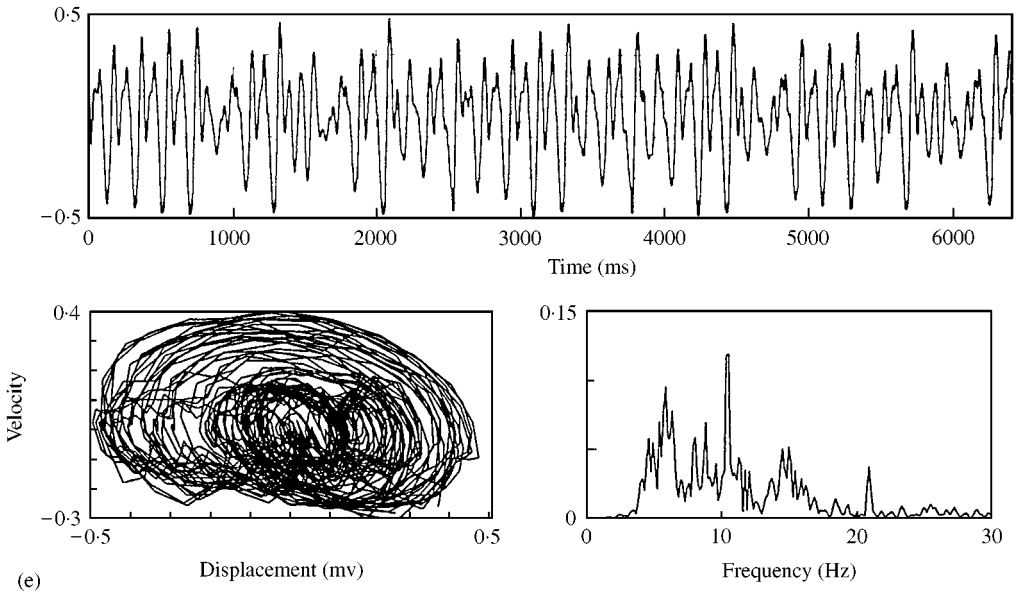 0·5
−0·5
0 1000 2000 3000 4000 5000 6000
Time (ms)
0·4
Velocity
−0·3
−0·5 0·5
Displacement (mv)
0·15
0
0 10 20 30
Frequency (Hz)
(e)